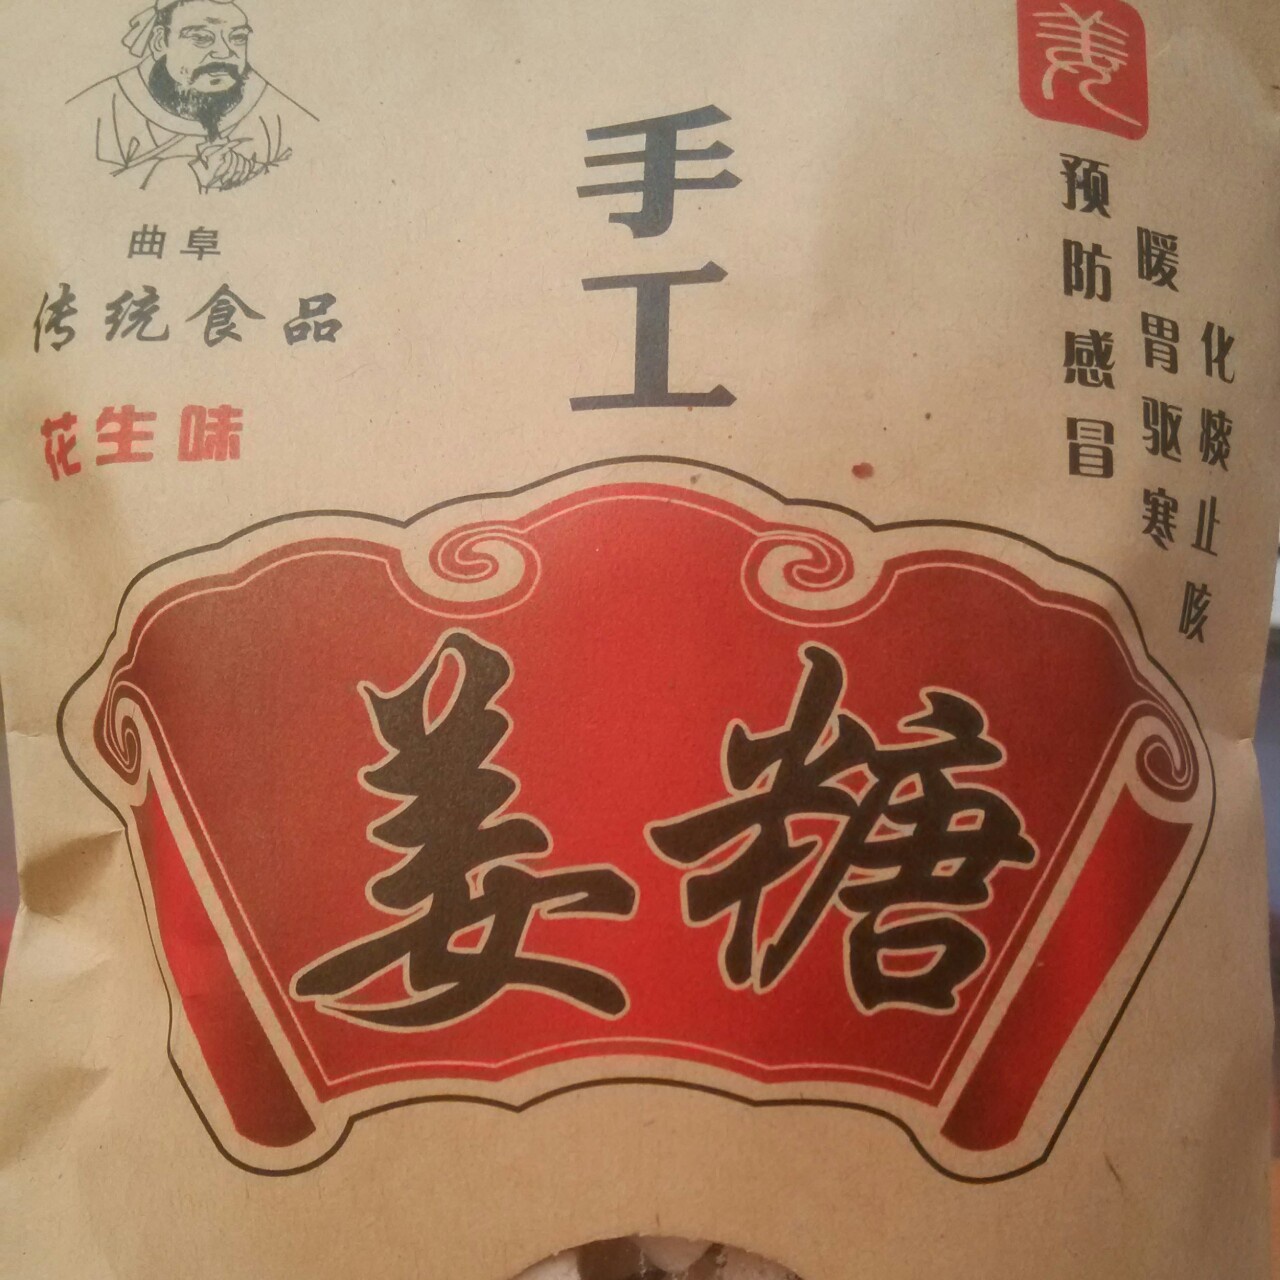 曲阜
传统食品
花生味
手工
姜
预防感冒
暖胃驱寒
化痰止咳
姜糖